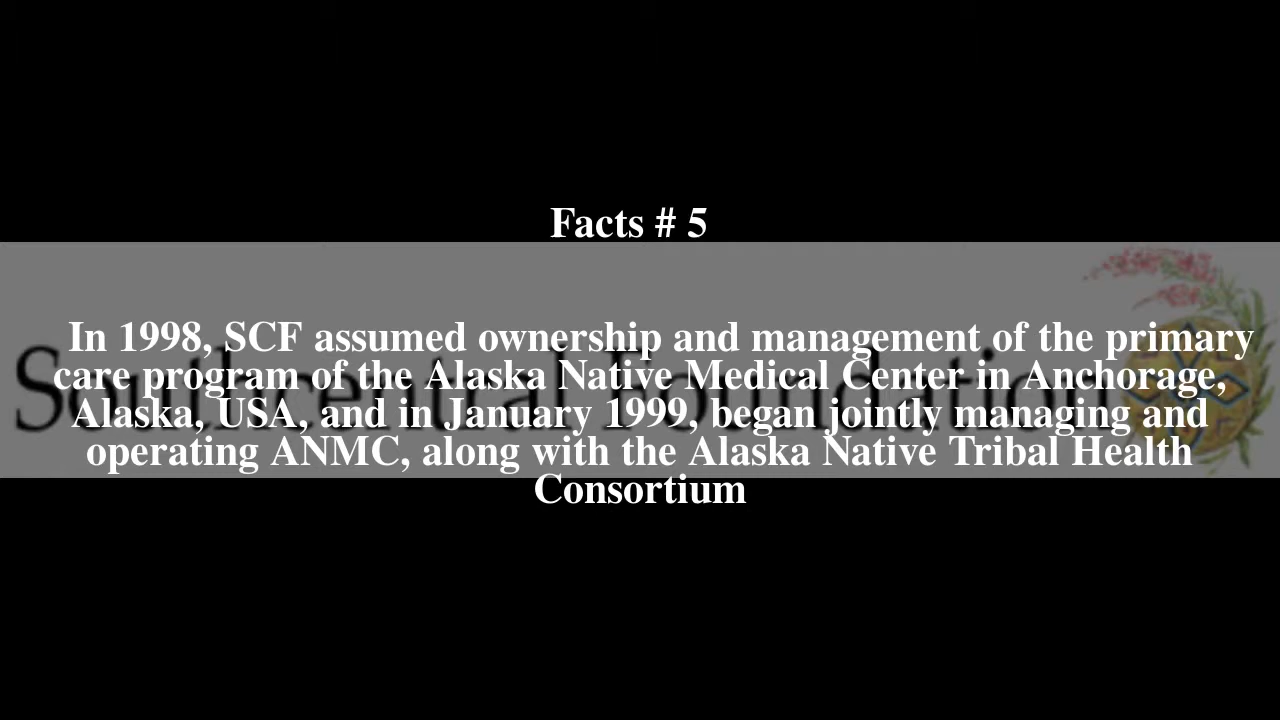 Facts # 5
Southcentral Foundation
In 1998, SCF assumed ownership and management of the primary
care program of the Alaska Native Medical Center in Anchorage,
Alaska, USA, and in January 1999, began jointly managing and
operating ANMC, along with the Alaska Native Tribal Health
Consortium